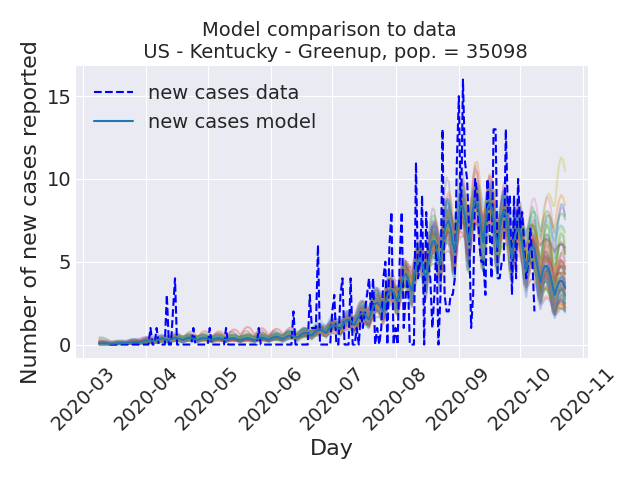 Model comparison to data
US - Kentucky - Greenup, pop. = 35098
Number of new cases reported
15
10
5
0
new cases data
new cases model
2020-03
2020-04
2020-05
2020-06
2020-07
2020-08
2020-09
2020-10
2020-11
Day